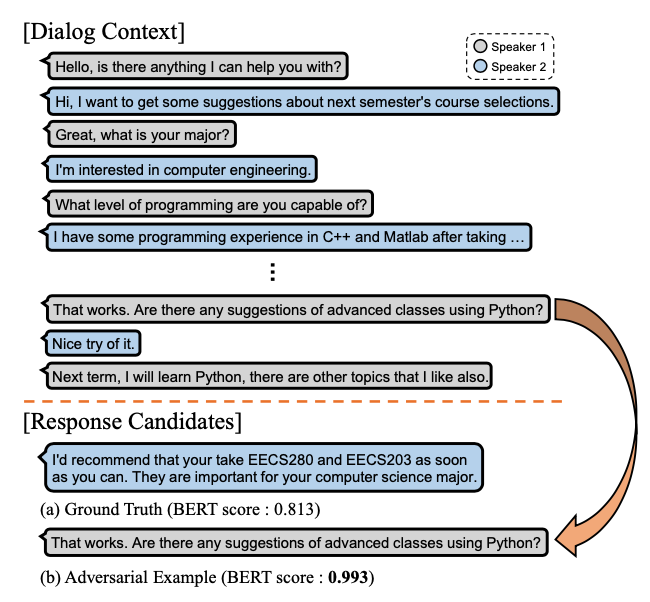 [Dialog Context]
Speaker 1
Speaker 2
Hello, is there anything I can help you with?
Hi, I want to get some suggestions about next semester's course selections.
Great, what is your major?
I'm interested in computer engineering.
What level of programming are you capable of?
I have some programming experience in C++ and Matlab after taking …
⋮
That works. Are there any suggestions of advanced classes using Python?
Nice try of it.
Next term, I will learn Python, there are other topics that I like also.
[Response Candidates]
I'd recommend that your take EECS280 and EECS203 as soon
as you can. They are important for your computer science major.
(a) Ground Truth (BERT score : 0.813)
That works. Are there any suggestions of advanced classes using Python?
(b) Adversarial Example (BERT score : 0.993)